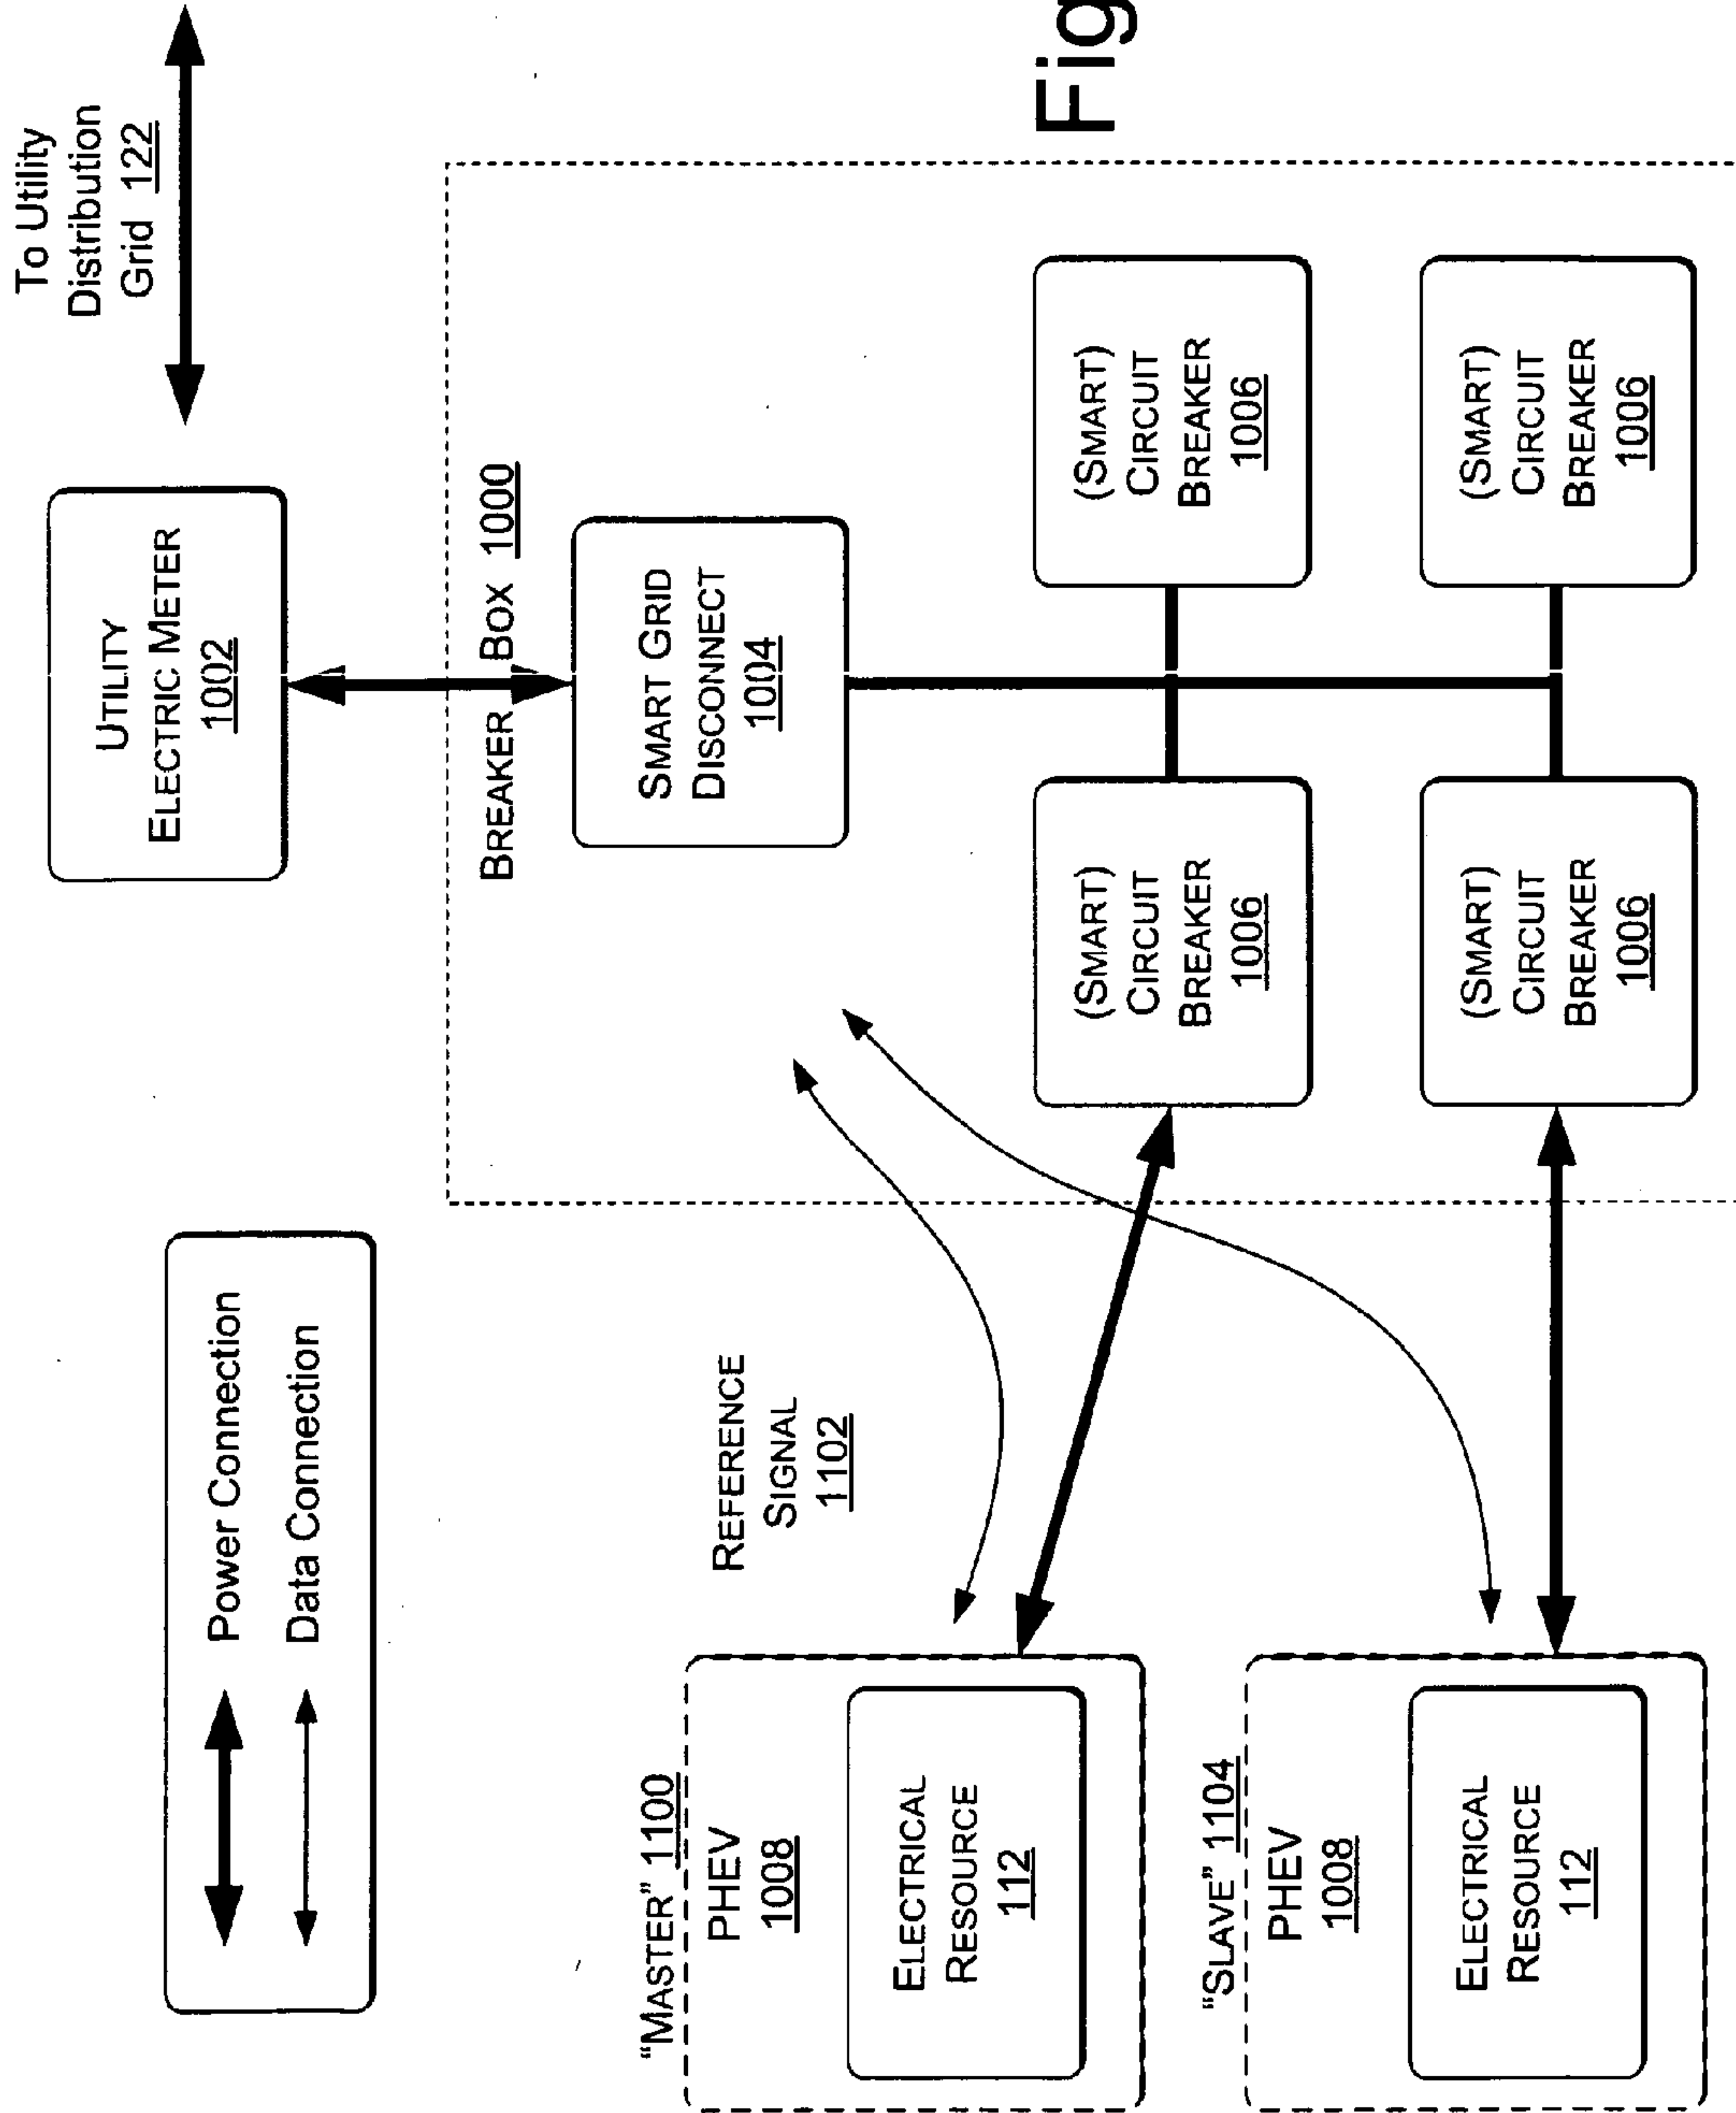 Power Connection
Data Connection
To Utility
Distribution
Grid 122
UTILITY
ELECTRIC METER
1002
BREAKER BOX 1000
SMART GRID
DISCONNECT
1004
"MASTER" 1100
PHEV
1008
ELECTRICAL
RESOURCE
112
REFERENCE
SIGNAL
1102
(SMART)
CIRCUIT
BREAKER
1006
(SMART)
CIRCUIT
BREAKER
1006
"SLAVE" 1104
PHEV
1008
ELECTRICAL
RESOURCE
112
(SMART)
CIRCUIT
BREAKER
1006
(SMART)
CIRCUIT
BREAKER
1006
Fig